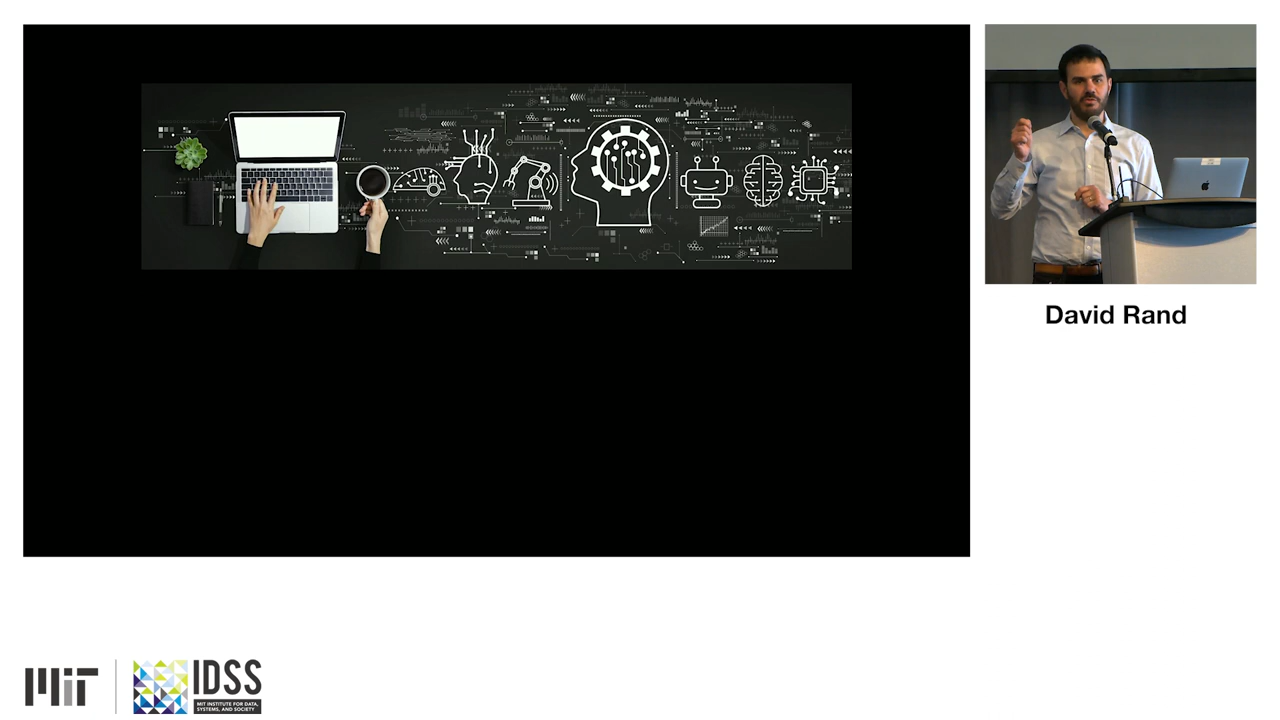 David Rand
MIT
IDSS
MIT INSTITUTE FOR DATA,
SYSTEMS, AND SOCIETY